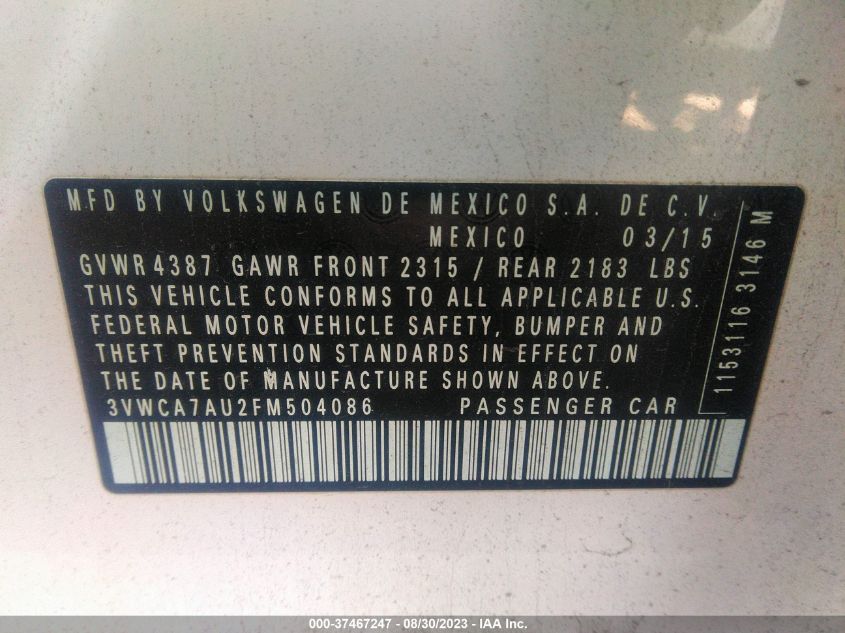 MFD BY VOLKSWAGEN DE MEXICO S.A. DE C.V.
MEXICO 03/15
GVWR 4387 GAWR FRONT 2315 / REAR 2183 LBS
THIS VEHICLE CONFORMS TO ALL APPLICABLE U.S.
FEDERAL MOTOR VEHICLE SAFETY, BUMPER AND
THEFT PREVENTION STANDARDS IN EFFECT ON
THE DATE OF MANUFACTURE SHOWN ABOVE.
3VWCA7AU2FM504086 PASSENGER CAR
1153116 3146 M
000-37467247 - 08/30/2023 - IAA Inc.